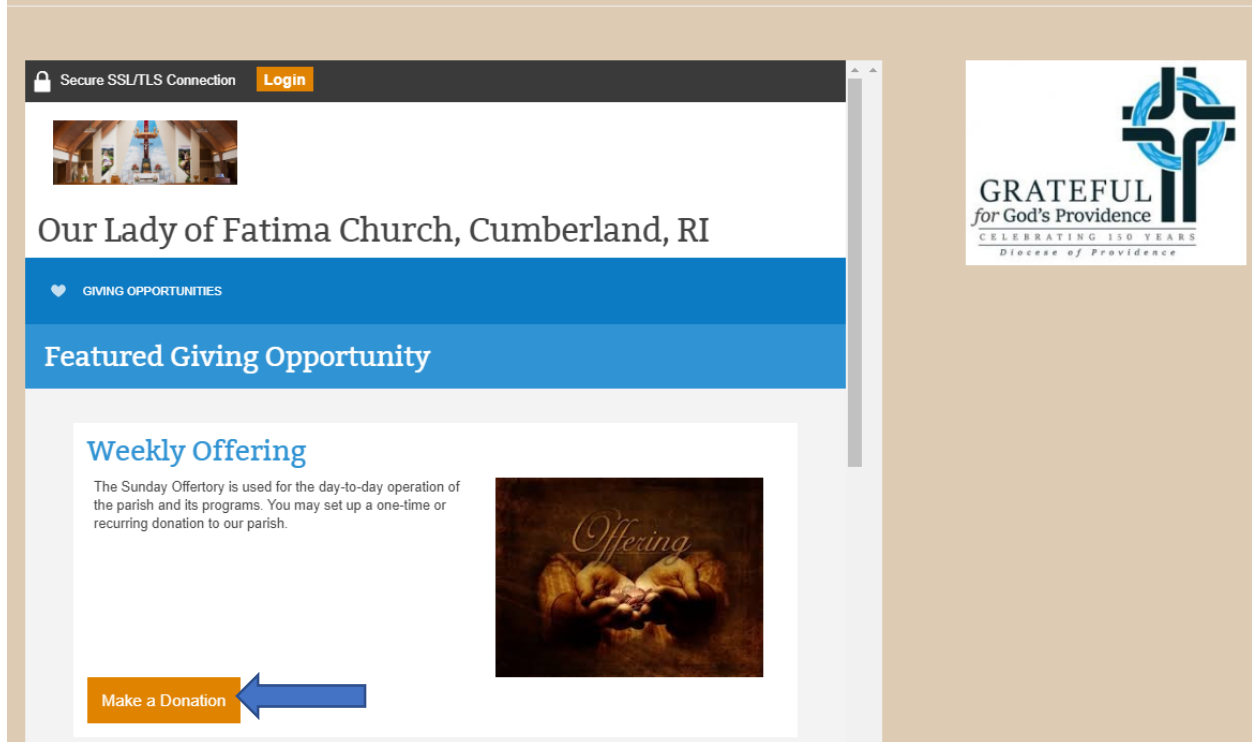 Secure SSL/TLS Connection Login
Our Lady of Fatima Church, Cumberland, RI
GIVING OPPORTUNITIES
Featured Giving Opportunity
Weekly Offering
The Sunday Offertory is used for the day-to-day operation of
the parish and its programs. You may set up a one-time or
recurring donation to our parish.
Offering
Make a Donation
GRATEFUL
for God's Providence
CELEBRATING 150 YEARS
Diocese of Providence